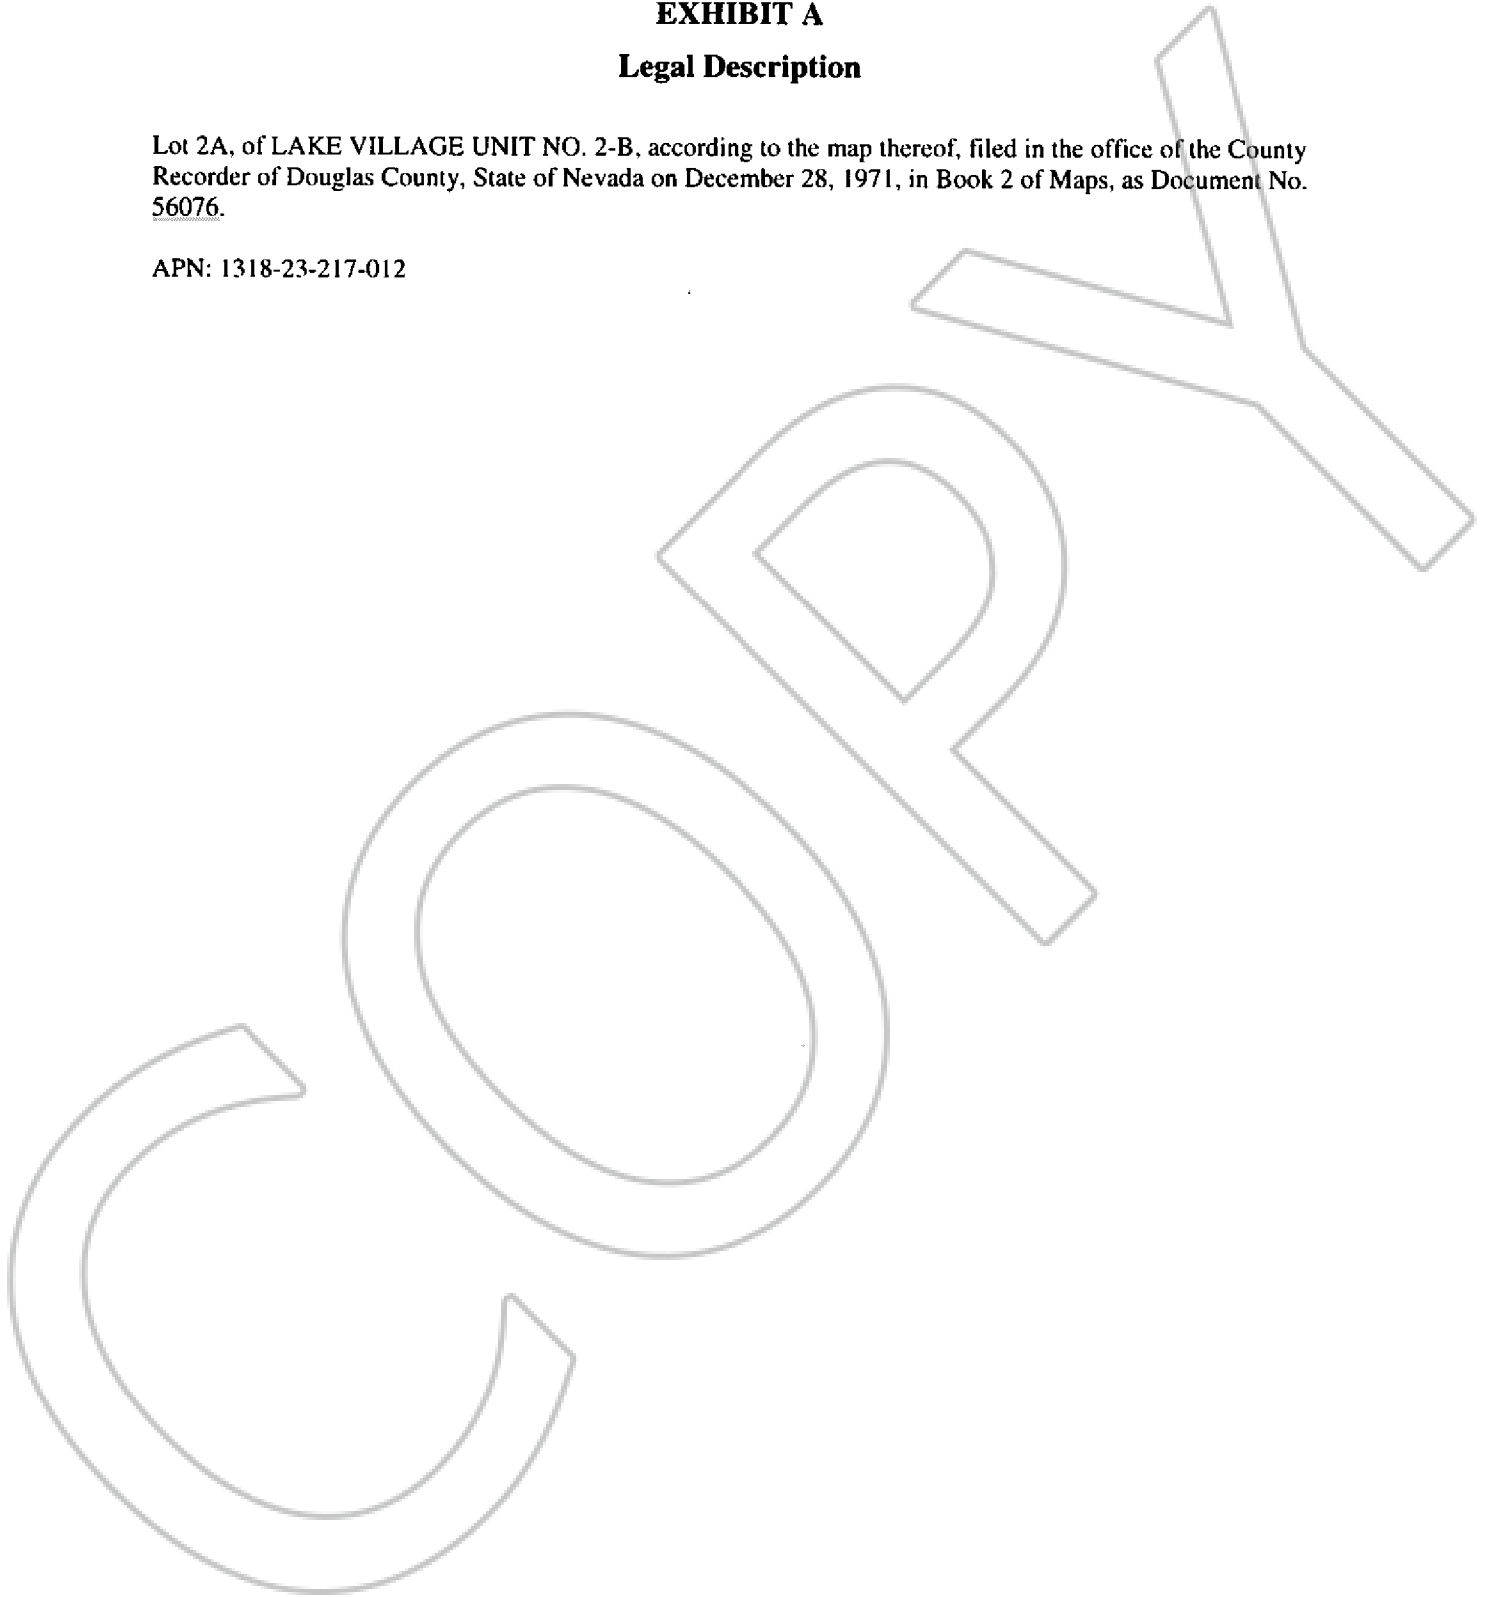 EXHIBIT A
Legal Description
Lot 2A, of LAKE VILLAGE UNIT NO. 2-B, according to the map thereof, filed in the office of the County
Recorder of Douglas County, State of Nevada on December 28, 1971, in Book 2 of Maps, as Document No.
56076.
APN: 1318-23-217-012
COPY